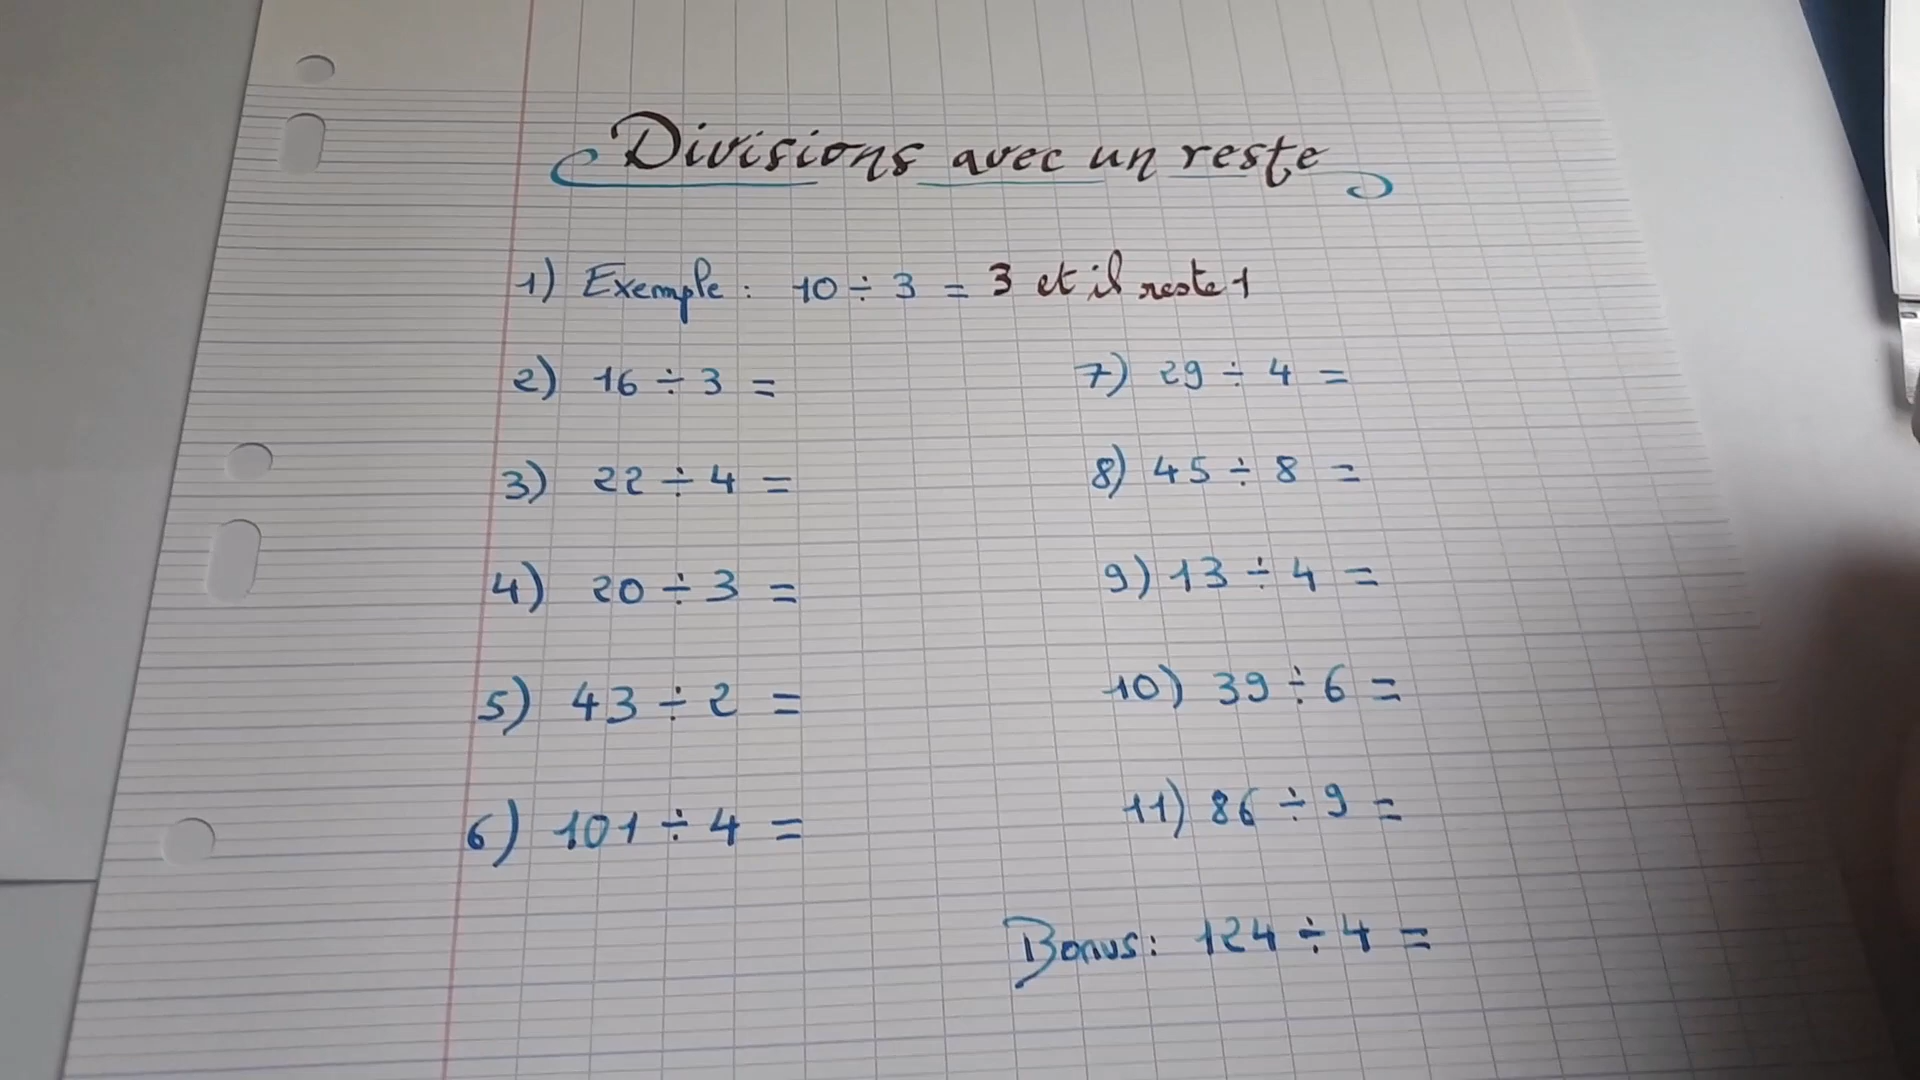 Divisions avec un reste
1) Exemple : 10 ÷ 3 = 3 et il reste 1
2) 16 ÷ 3 =
3) 22 ÷ 4 =
4) 20 ÷ 3 =
5) 43 ÷ 2 =
6) 101 ÷ 4 =
7) 29 ÷ 4 =
8) 45 ÷ 8 =
9) 13 ÷ 4 =
10) 39 ÷ 6 =
11) 86 ÷ 9 =
Bonus : 124 ÷ 4 =